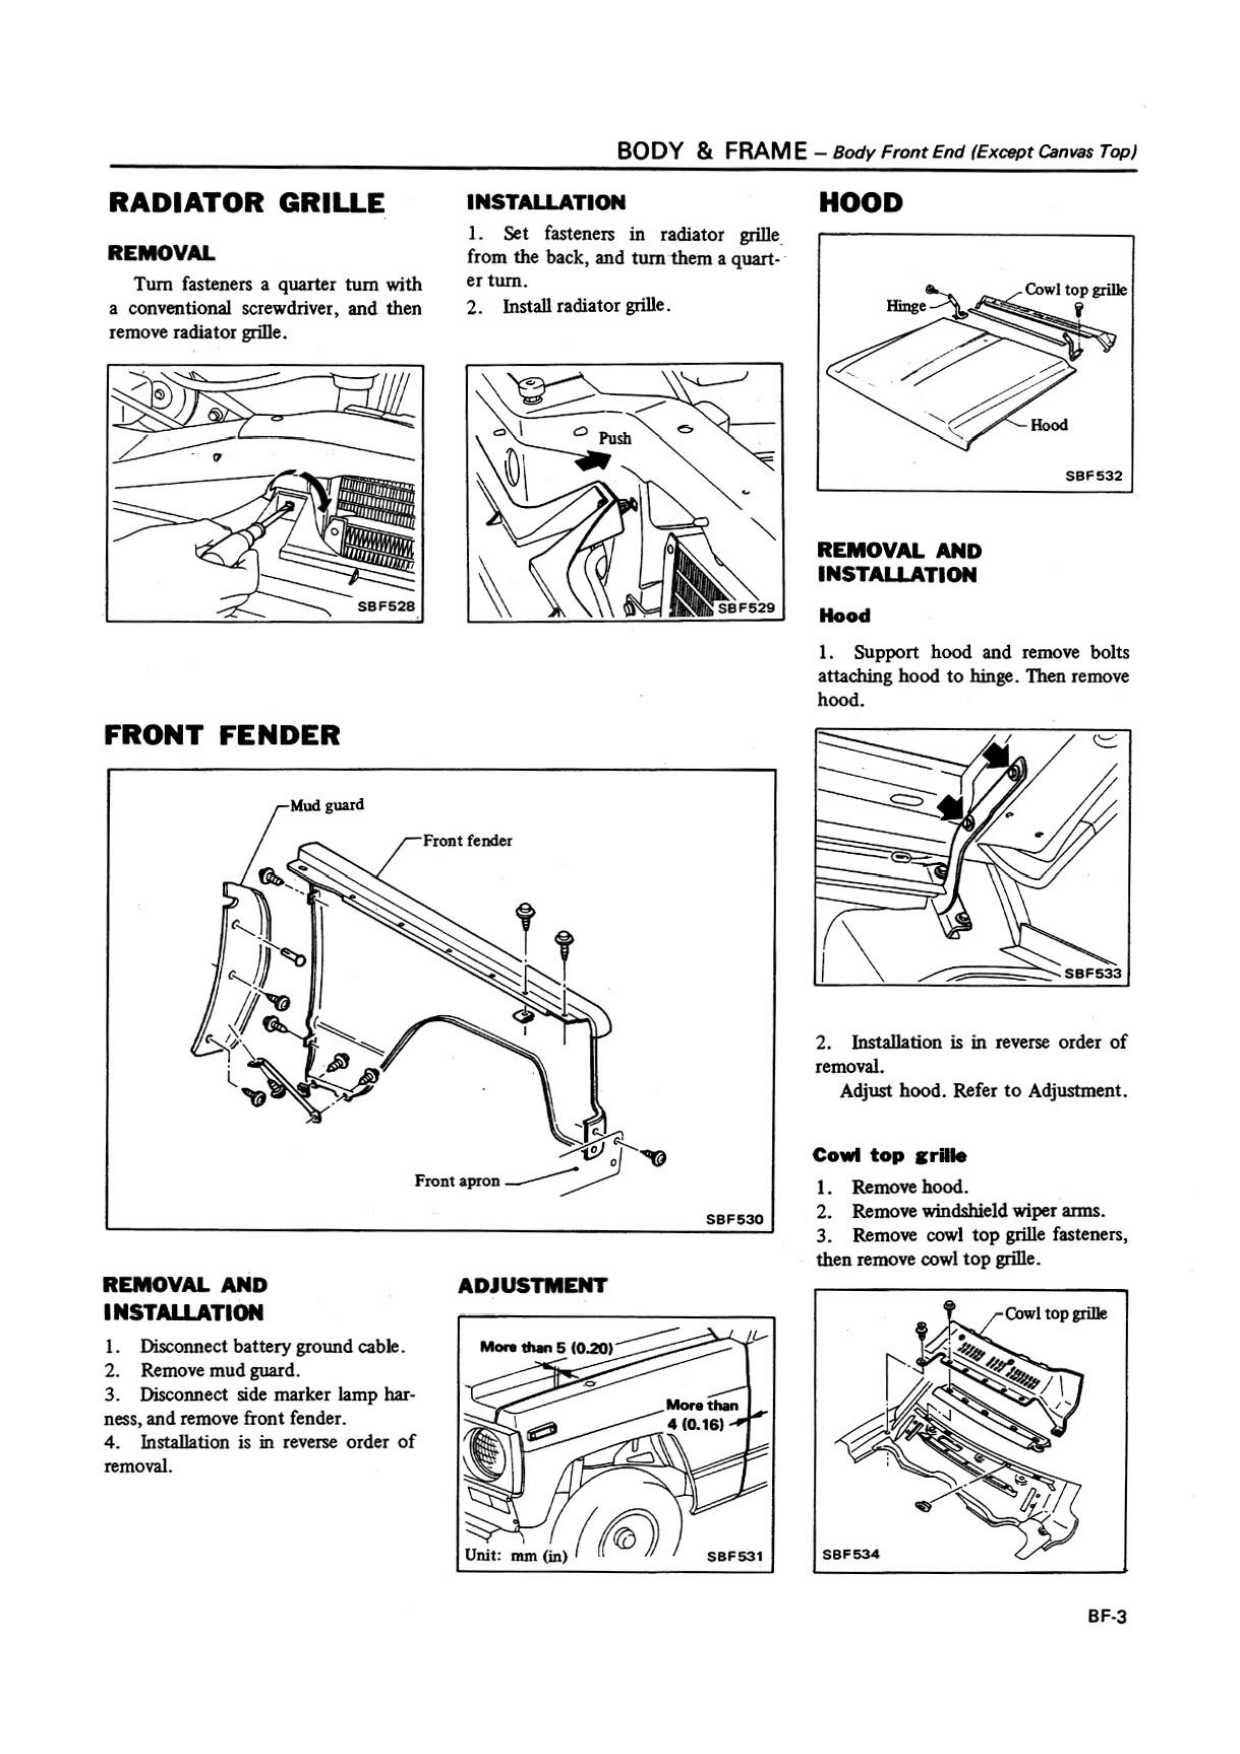 BODY & FRAME – Body Front End (Except Canvas Top)
RADIATOR GRILLE
REMOVAL
Turn fasteners a quarter turn with
a conventional screwdriver, and then
remove radiator grille.
SBF528
INSTALLATION
1. Set fasteners in radiator grille
from the back, and turn them a quart-
er turn.
2. Install radiator grille.
Push
SBF529
FRONT FENDER
Mud guard
Front fender
Front apron
SBF530
REMOVAL AND
INSTALLATION
1. Disconnect battery ground cable.
2. Remove mud guard.
3. Disconnect side marker lamp har-
ness, and remove front fender.
4. Installation is in reverse order of
removal.
ADJUSTMENT
More than 5 (0.20)
More than
4 (0.16)
Unit: mm (in)
SBF531
HOOD
Cowl top grille
Hinge
Hood
SBF532
REMOVAL AND
INSTALLATION
Hood
1. Support hood and remove bolts
attaching hood to hinge. Then remove
hood.
SBF533
2. Installation is in reverse order of
removal.
Adjust hood. Refer to Adjustment.
Cowl top grille
1. Remove hood.
2. Remove windshield wiper arms.
3. Remove cowl top grille fasteners,
then remove cowl top grille.
Cowl top grille
SBF534
BF-3